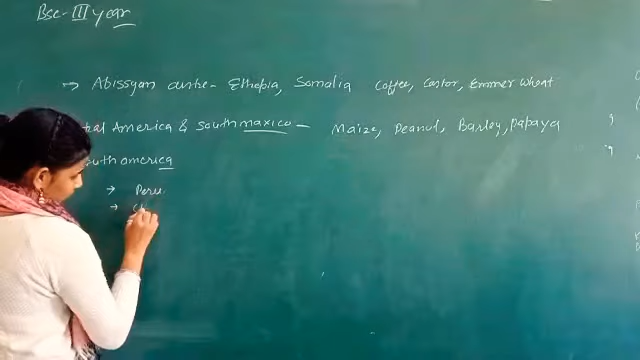 Bsc-III year
→ Abissyan centre- Ethopia, Somalia Coffee, Castor, Emmer wheat
tral America & South maxico - Maize, Peanut, Barley, Papaya
outh america
→ Peru
→